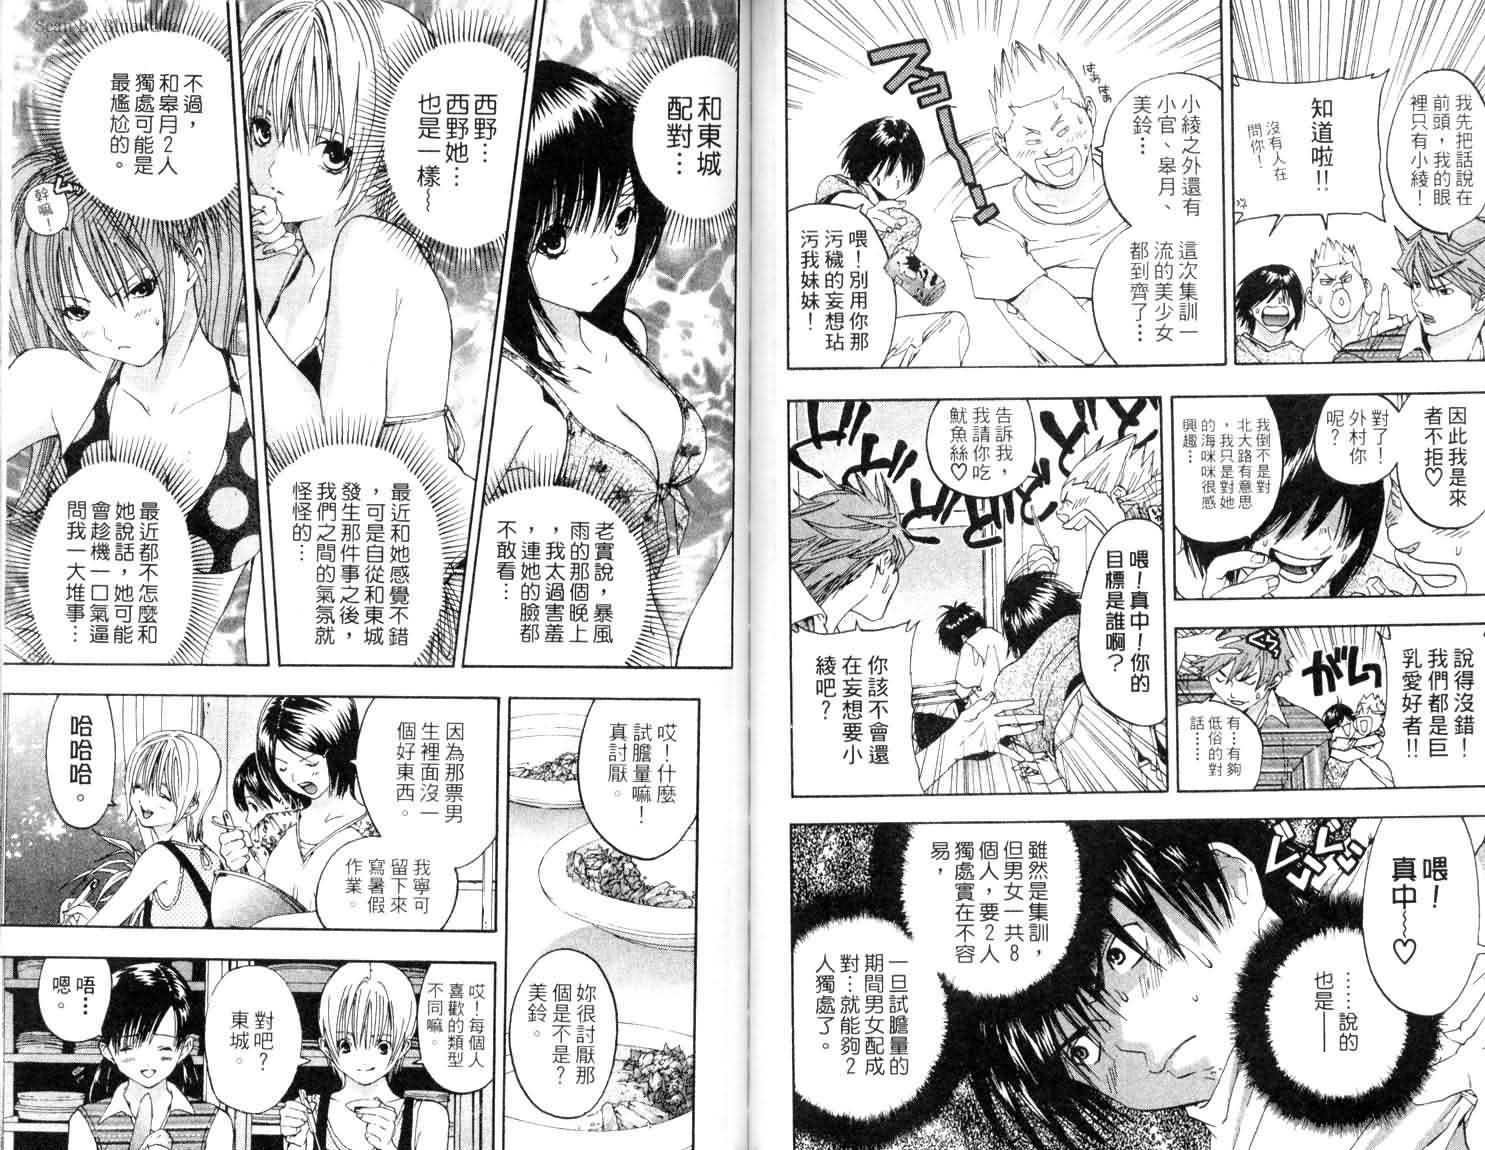 我先把話說在
前頭，我的眼
裡只有小綾！
知道啦！！
沒有人在
問你！
はぁ
はぁ
小綾之外還有
小官、皋月、
美鈴…
這次集訓一
流的美少女
都到齊了…
喂！別用你那
污穢的妄想玷
污我妹妹！
因此我是來
者不拒♡
對了！
外村你
呢？
我倒不是對
北大路有意思
，我只是對她
的海咪咪很感
興趣…
說得沒錯！
我們都是巨
乳愛好者！！
がくっ
有…有夠
低俗的對
話……
告訴我，
我請你吃
魷魚絲♡
喂！真中！你的
目標是誰啊？
你該不會還
在妄想要小
綾吧？
喂！
真中~♡
……說的
也是——
雖然是集訓，
但男女一共8
個人，要2人
獨處實在不容
易，
一旦試膽量的
期間男女配成
對…就能夠2
人獨處了。
Scan By
和東城
配對…
老實說，暴風
雨的那個晚上
，我太過害羞
，連她的臉都
不敢看…
西野…
西野她…
也是一樣~
最近和她感覺不錯
，可是自從和東城
發生那件事之後，
我們之間的氣氛就
怪怪的…
不過，
和皋月2人
獨處可能是
最尷尬的。
幹嘛！
最近都不怎麼和
她說話，她可能
會趁機一口氣逼
問我一大堆事…
哎！什麼
試膽量嘛！
真討厭。
妳很討厭那
個是不是？
美鈴。
因為那票男
生裡面沒一
個好東西。
我寧可
留下來
寫暑假
作業。
哈哈哈。
哎！每個人
喜歡的類型
不同嘛。
對吧？
東城。
唔…
嗯。